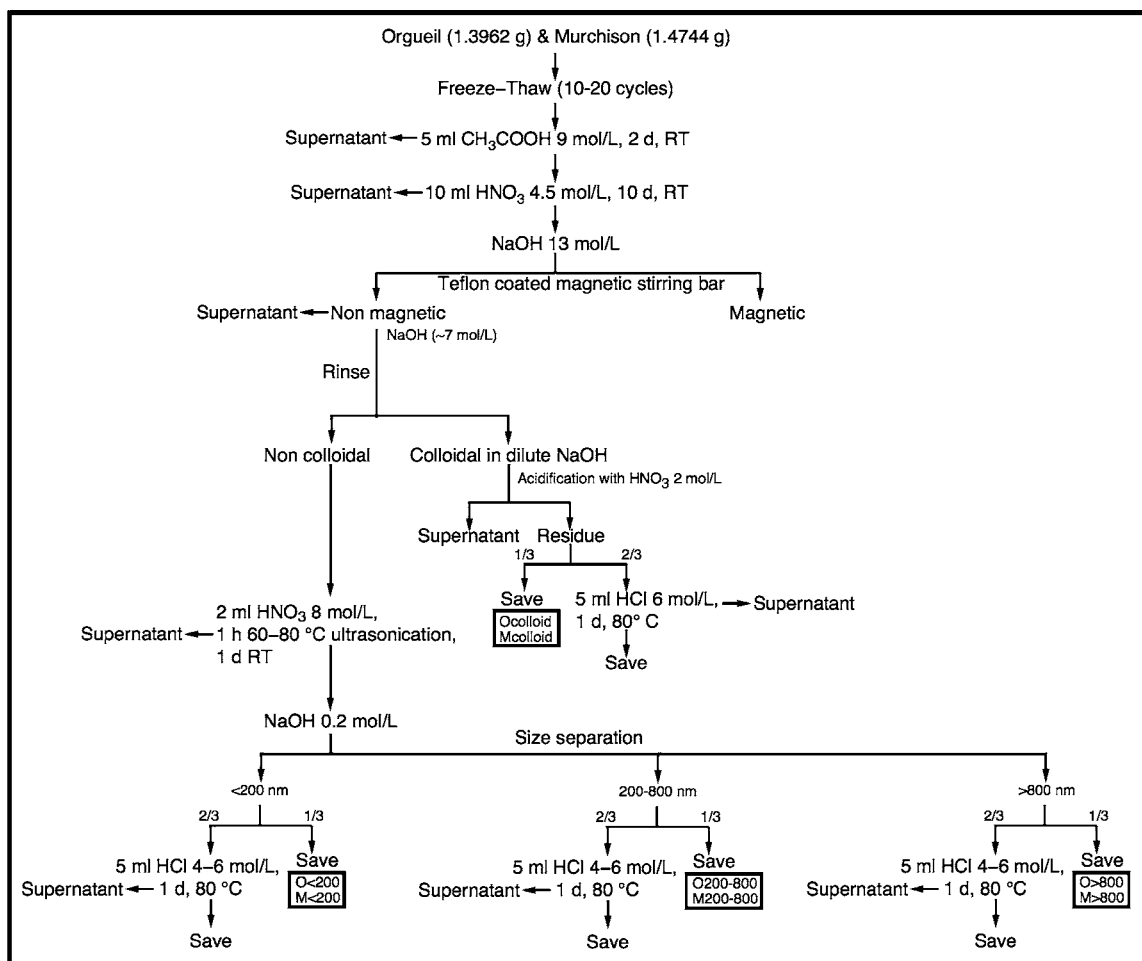 Orgueil (1.3962 g) & Murchison (1.4744 g)
Freeze–Thaw (10-20 cycles)
Supernatant 5 ml CH₃COOH 9 mol/L, 2 d, RT
Supernatant 10 ml HNO₃ 4.5 mol/L, 10 d, RT
NaOH 13 mol/L
Teflon coated magnetic stirring bar
Supernatant Non magnetic Magnetic
NaOH (~7 mol/L)
Rinse
Non colloidal Colloidal in dilute NaOH
Acidification with HNO₃ 2 mol/L
Supernatant Residue
1/3 2/3
Save
Ocolloid
Mcolloid
5 ml HCl 6 mol/L,
1 d, 80° C
Supernatant
Save
2 ml HNO₃ 8 mol/L,
Supernatant 1 h 60–80 °C ultrasonication,
1 d RT
NaOH 0.2 mol/L
Size separation
<200 nm 200-800 nm >800 nm
2/3 1/3 2/3 1/3 2/3 1/3
5 ml HCl 4–6 mol/L,
Supernatant 1 d, 80 °C
Save
Save
O<200
M<200
5 ml HCl 4–6 mol/L,
Supernatant 1 d, 80 °C
Save
Save
O200-800
M200-800
5 ml HCl 4–6 mol/L,
Supernatant 1 d, 80 °C
Save
Save
O>800
M>800